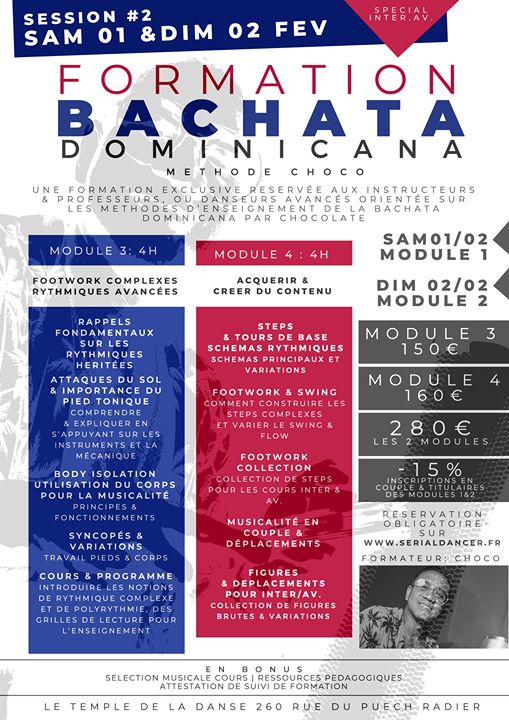 SESSION #2
SAM 01 & DIM 02 FEV
SPECIAL
INTER.AV.
FORMATION
BACHATA
DOMINICANA
METHODE CHOCO
UNE FORMATION EXCLUSIVE RESERVÉE AUX INSTRUCTEURS
& PROFESSEURS, OU DANSEURS AVANCÉS ORIENTÉE SUR
LES METHODES D'ENSEIGNEMENT DE LA BACHATA
DOMINICANA PAR CHOCOLATE
MODULE 3: 4H
FOOTWORK COMPLEXES
RYTHMIQUES AVANCÉES
RAPPELS
FONDAMENTAUX
SUR LES
RYTHMIQUES
HERITÉES
ATTAQUES DU SOL
& IMPORTANCE DU
PIED TONIQUE
COMPRENDRE
& EXPLIQUER EN
S'APPUYANT SUR LES
INSTRUMENTS ET LA
MÉCANIQUE
BODY ISOLATION
UTILISATION DU CORPS
POUR LA MUSICALITÉ
PRINCIPES &
FONCTIONNEMENTS
SYNCOPÉS &
VARIATIONS
TRAVAIL PIEDS & CORPS
COURS & PROGRAMME
INTRODUIRE LES NOTIONS
DE RYTHMIQUE COMPLEXE
ET DE POLYRYTHMIE, DES
GRILLES DE LECTURE POUR
L'ENSEIGNEMENT
MODULE 4 : 4H
ACQUERIR &
CREER DU CONTENU
STEPS
& TOURS DE BASE
SCHEMAS RYTHMIQUES
SCHEMAS PRINCIPAUX ET
VARIATIONS
FOOTWORK & SWING
COMMENT CONSTRUIRE LES
STEPS COMPLEXES
ET VARIER LE SWING &
FLOW
FOOTWORK
COLLECTION
COLLECTION DE STEPS
POUR LES COURS INTER &
AV.
MUSICALITÉ EN
COUPLE &
DÉPLACEMENTS
FIGURES
& DEPLACEMENTS
POUR INTER/AV.
COLLECTION DE FIGURES
BRUTES & VARIATIONS
SAM01/02
MODULE 1
DIM 02/02
MODULE 2
MODULE 3
150€
MODULE 4
160€
280€
LES 2 MODULES
-15%
INSCRIPTIONS EN
COUPLE & TITULAIRES
DES MODULES 1&2
RESERVATION
OBLIGATOIRE
SUR
WWW.SERIALDANCER.FR
FORMATEUR: CHOCO
EN BONUS
SELECTION MUSICALE COURS | RESSOURCES PÉDAGOGIQUES
ATTESTATION DE SUIVI DE FORMATION
LE TEMPLE DE LA DANSE 260 RUE DU PUECH RADIER